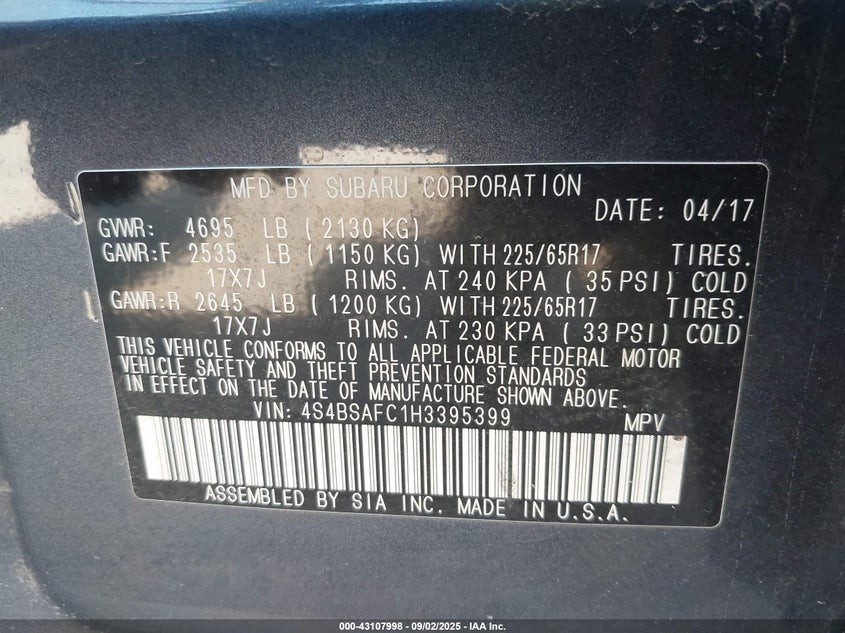 MFD BY SUBARU CORPORATION
DATE: 04/17
GVWR: 4695 LB ( 2130 KG)
GAWR:F 2535 LB ( 1150 KG) WITH 225/65R17 TIRES.
17X7J RIMS. AT 240 KPA ( 35 PSI) COLD
GAWR:R 2645 LB ( 1200 KG) WITH 225/65R17 TIRES.
17X7J RIMS. AT 230 KPA ( 33 PSI) COLD
THIS VEHICLE CONFORMS TO ALL APPLICABLE FEDERAL MOTOR
VEHICLE SAFETY AND THEFT PREVENTION STANDARDS
IN EFFECT ON THE DATE OF MANUFACTURE SHOWN ABOVE.
VIN: 4S4BSAFC1H3395399 MPV
ASSEMBLED BY SIA INC. MADE IN U.S.A.
000-43107998 - 09/02/2025 - IAA Inc.